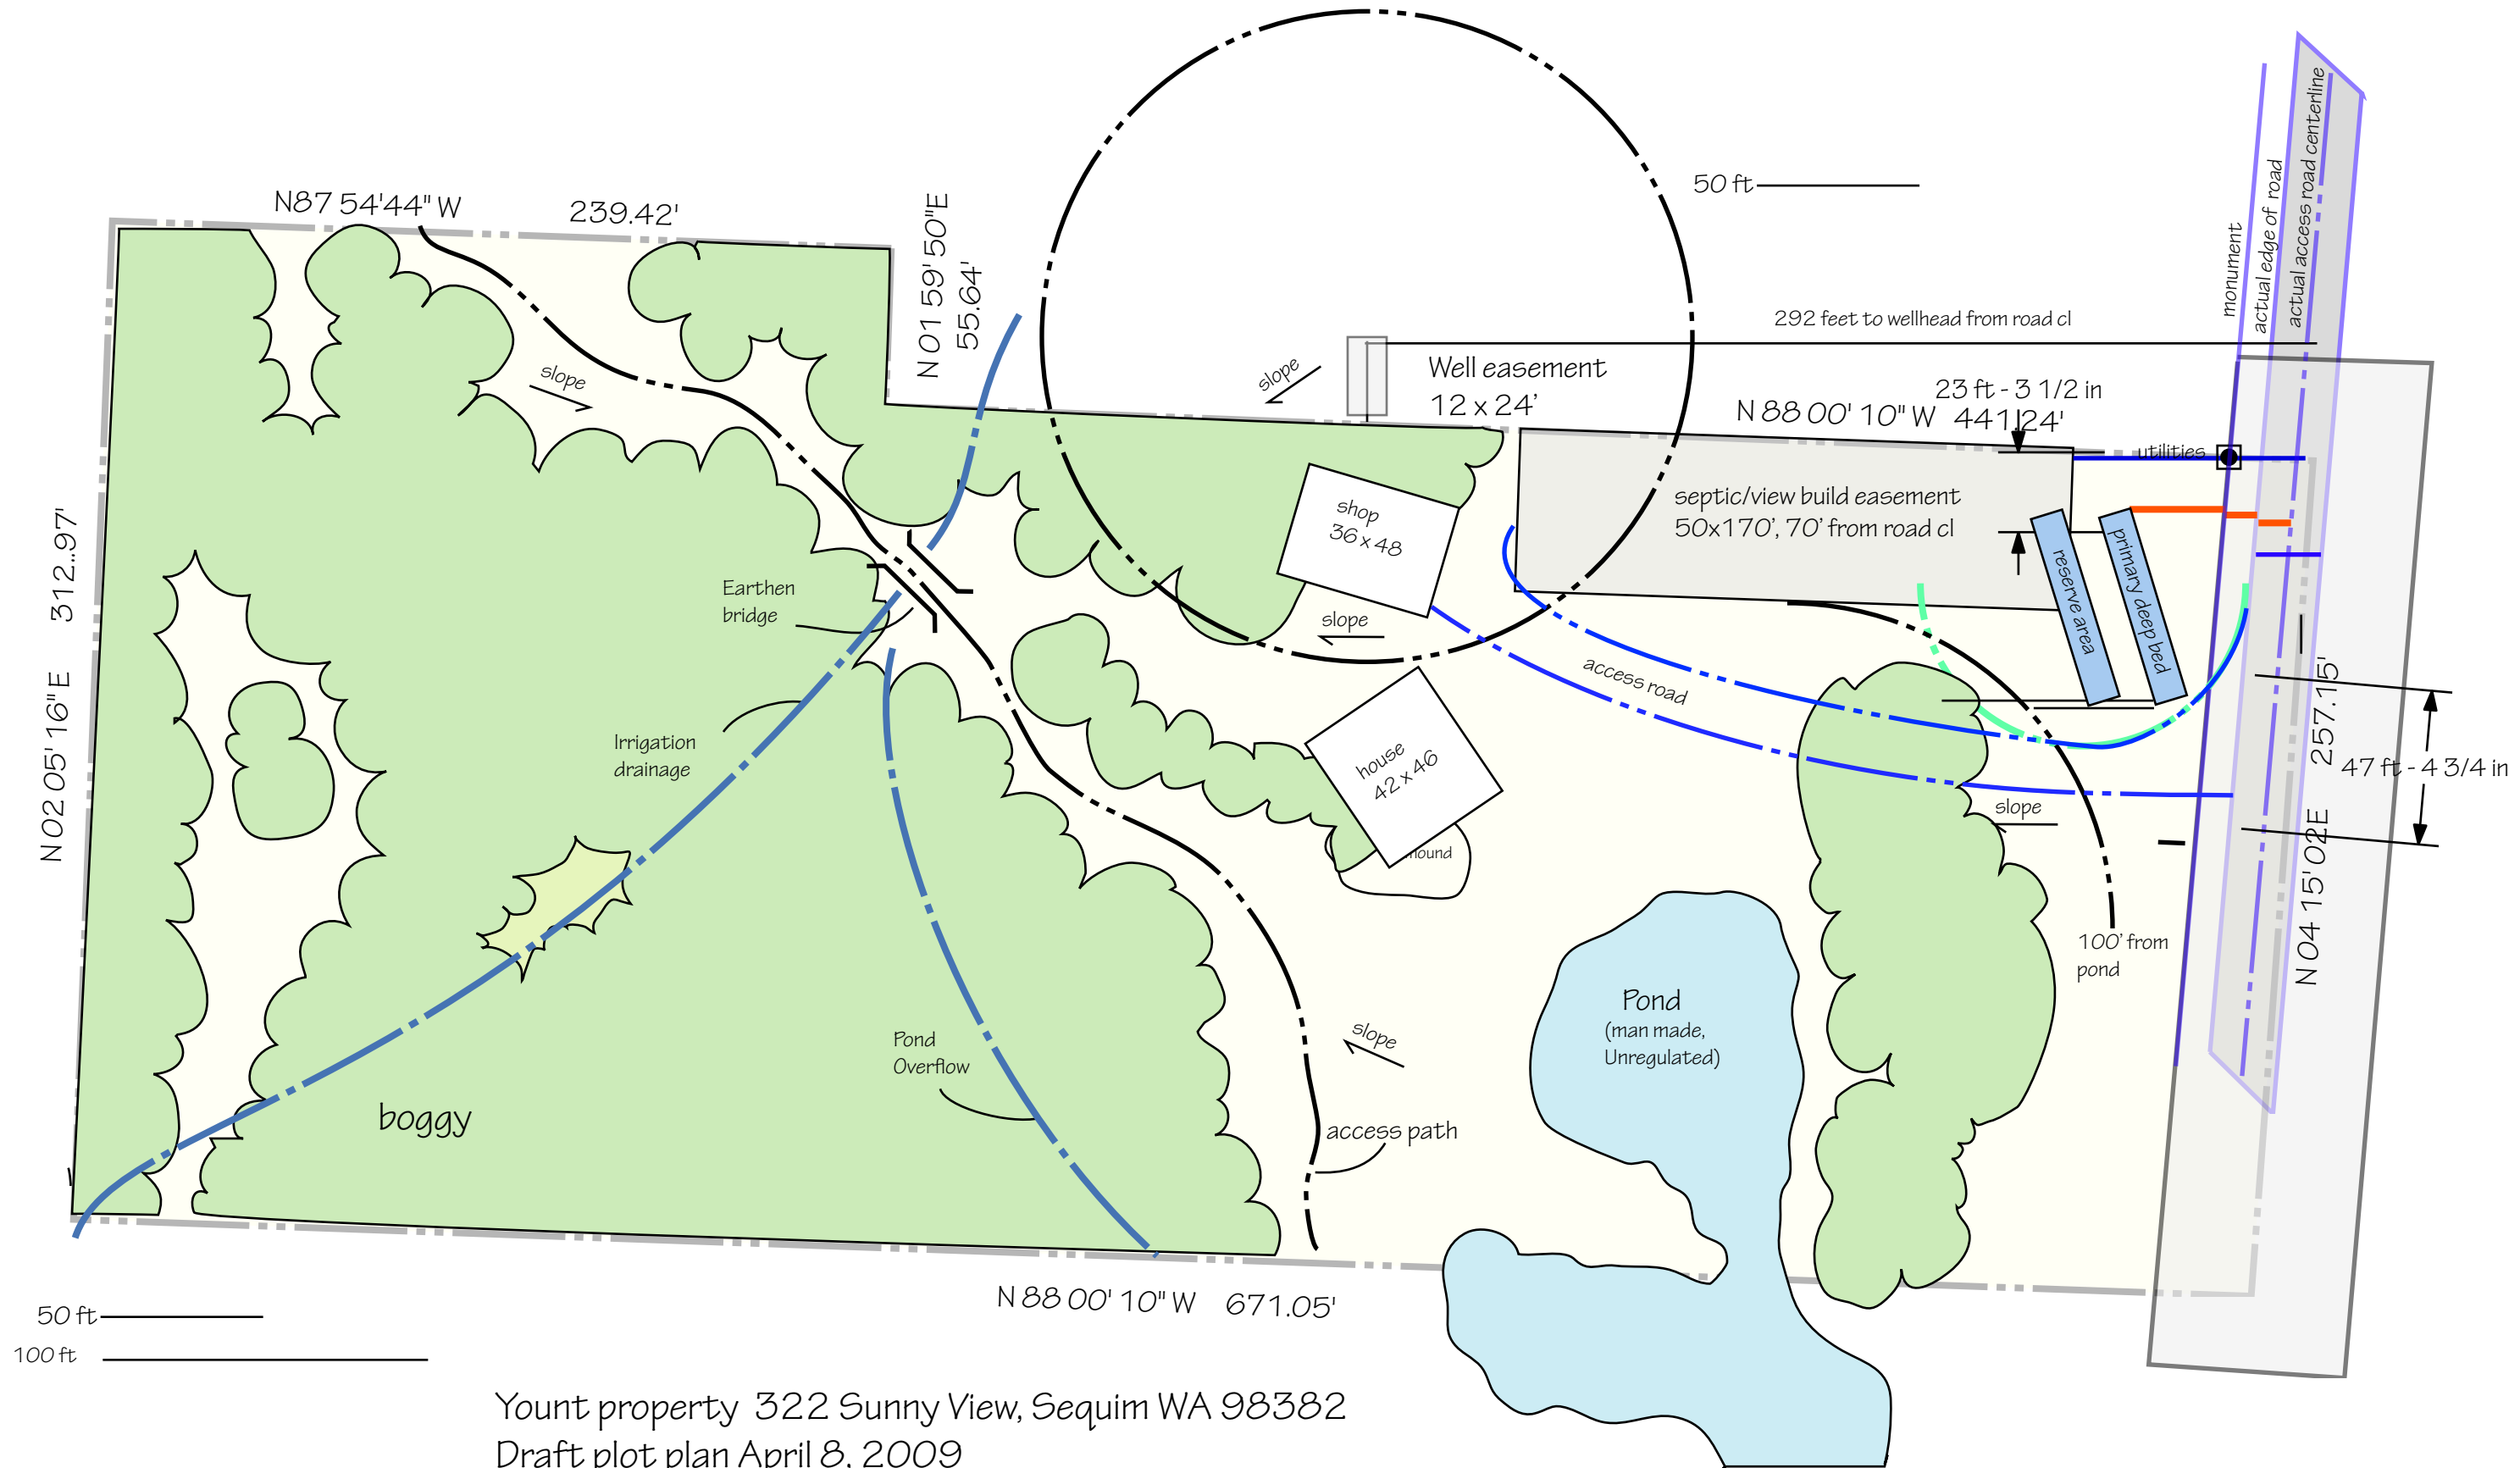 N87 54'44" W 239.42'
N 01 59' 50"E
55.64'
50 ft
monument
actual edge of road
actual access road centerline
292 feet to wellhead from road cl
slope
slope
Well easement
12 x 24'
23 ft - 3 1/2 in
N 88 00' 10" W 441.24'
utilities
septic/view build easement
50x170', 70' from road cl
shop
36 x 48
reserve area
primary deep bed
N 02 05' 16" E 312..97'
Earthen
bridge
slope
access road
Irrigation
drainage
house
42 x 46
N 04 15' 02E 257.15'
47 ft - 4 3/4 in
slope
100' from
pond
Pond
(man made,
Unregulated)
slope
Pond
Overflow
boggy
access path
N 88 00' 10" W 671.05'
50 ft
100 ft
Yount property 322 Sunny View, Sequim WA 98382
Draft plot plan April 8, 2009